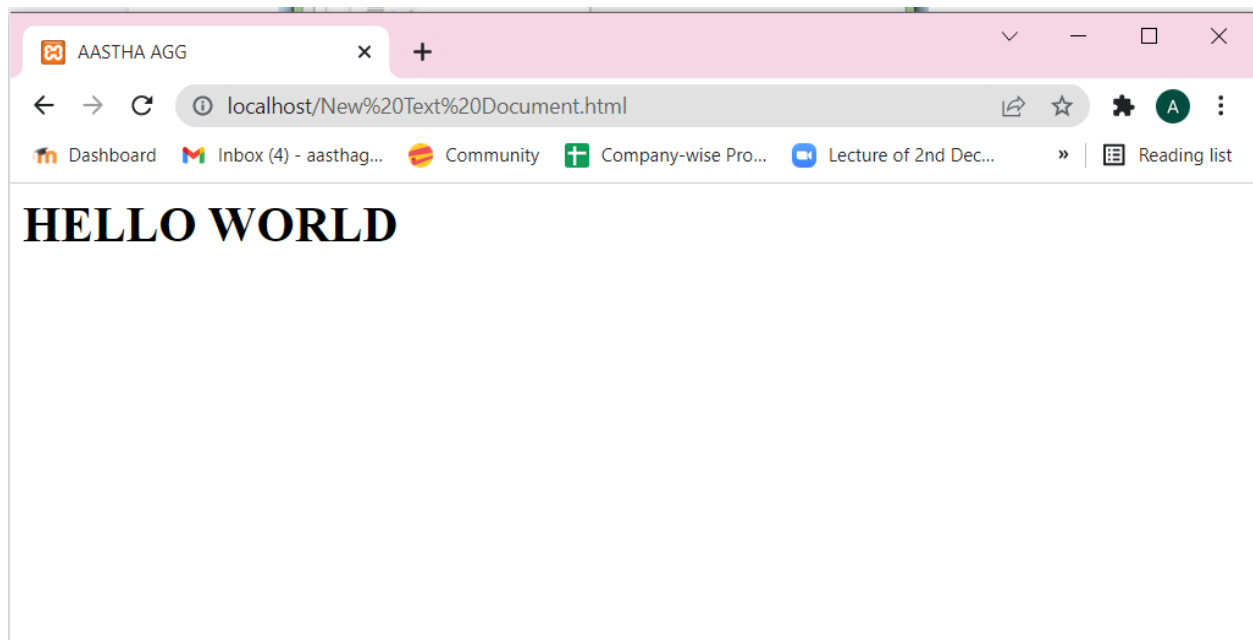 AASTHA AGG
localhost/New%20Text%20Document.html
A
Dashboard Inbox (4) - aasthag... Community Company-wise Pro... Lecture of 2nd Dec... » Reading list
HELLO WORLD